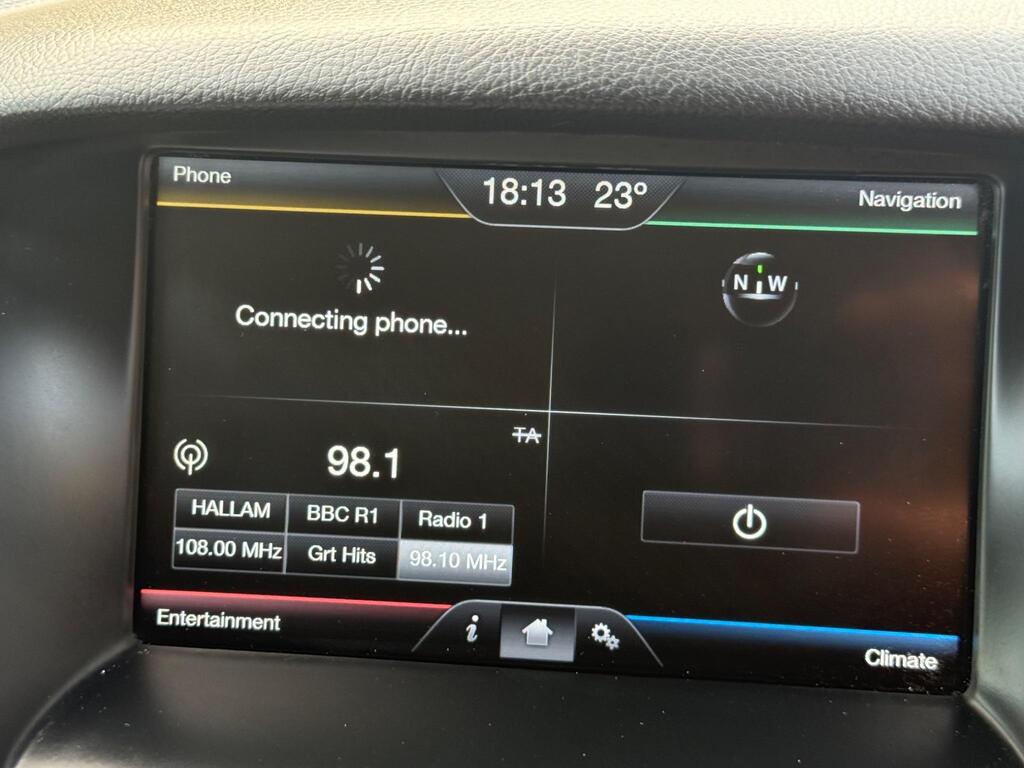 Phone
18:13 23º
Navigation
Connecting phone...
N W
TA
98.1
HALLAM BBC R1 Radio 1
108.00 MHz Grt Hits 98.10 MHz
Entertainment
i
Climate